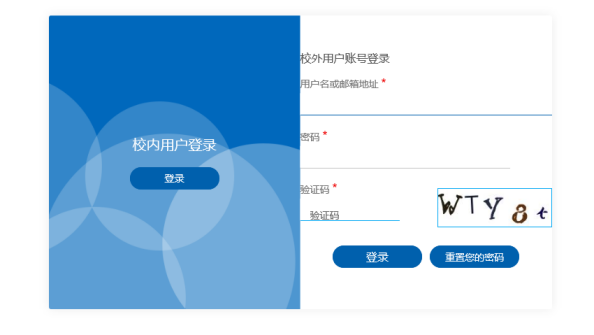 校内用户登录
登录
校外用户账号登录
用户名或邮箱地址 *
密码 *
验证码 *
验证码
WTY8t
登录 重置您的密码